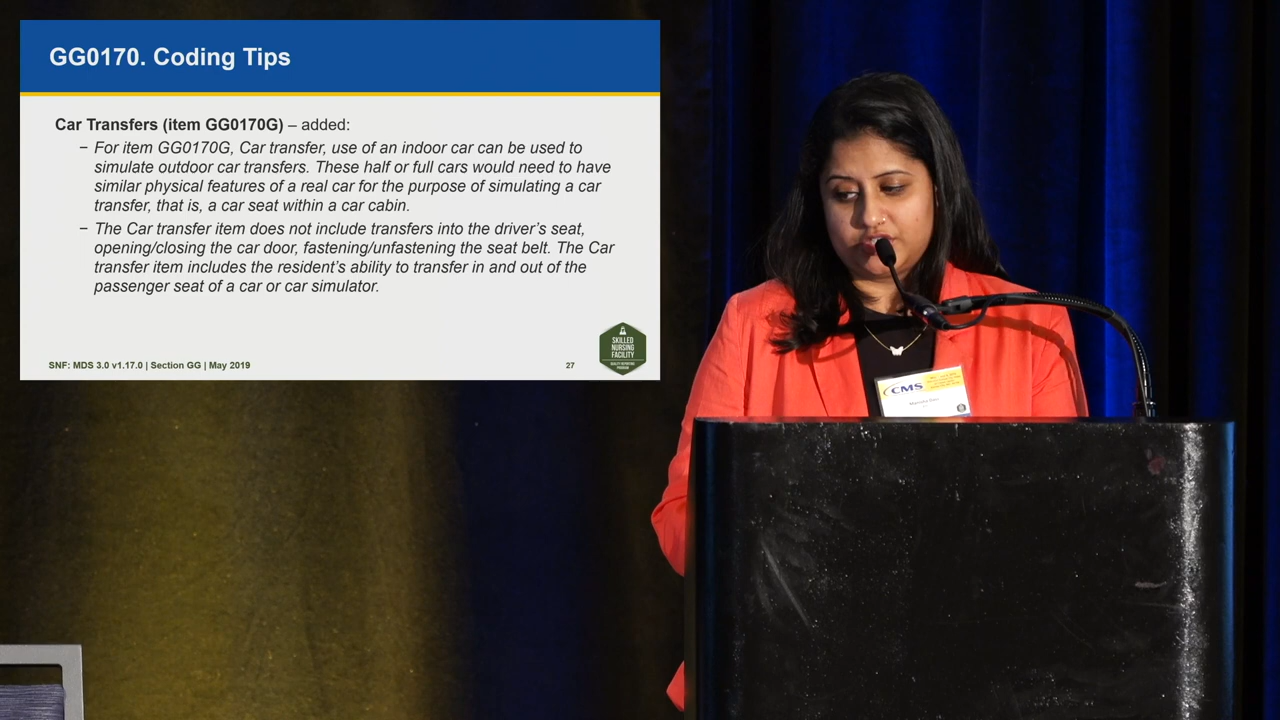 GG0170. Coding Tips
Car Transfers (item GG0170G) – added:
− For item GG0170G, Car transfer, use of an indoor car can be used to
simulate outdoor car transfers. These half or full cars would need to have
similar physical features of a real car for the purpose of simulating a car
transfer, that is, a car seat within a car cabin.
− The Car transfer item does not include transfers into the driver’s seat,
opening/closing the car door, fastening/unfastening the seat belt. The Car
transfer item includes the resident’s ability to transfer in and out of the
passenger seat of a car or car simulator.
SKILLED
NURSING
FACILITY
SNF: MDS 3.0 v1.17.0 | Section GG | May 2019
27
CMS